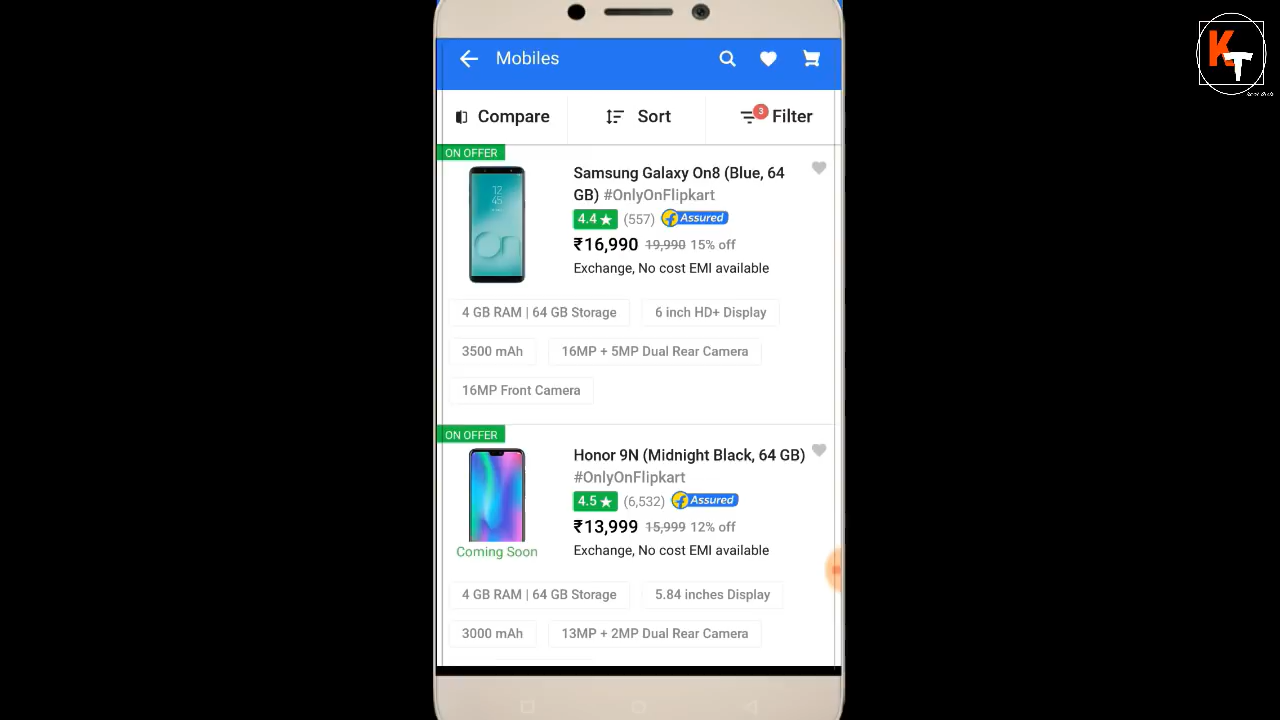 KT
Mobiles
Compare
Sort
3
Filter
ON OFFER
Samsung Galaxy On8 (Blue, 64
GB) #OnlyOnFlipkart
4.4★ (557) Assured
₹16,990 19,990 15% off
Exchange, No cost EMI available
4 GB RAM | 64 GB Storage
6 inch HD+ Display
3500 mAh
16MP + 5MP Dual Rear Camera
16MP Front Camera
ON OFFER
Honor 9N (Midnight Black, 64 GB)
#OnlyOnFlipkart
4.5★ (6,532) Assured
₹13,999 15,999 12% off
Coming Soon
Exchange, No cost EMI available
4 GB RAM | 64 GB Storage
5.84 inches Display
3000 mAh
13MP + 2MP Dual Rear Camera